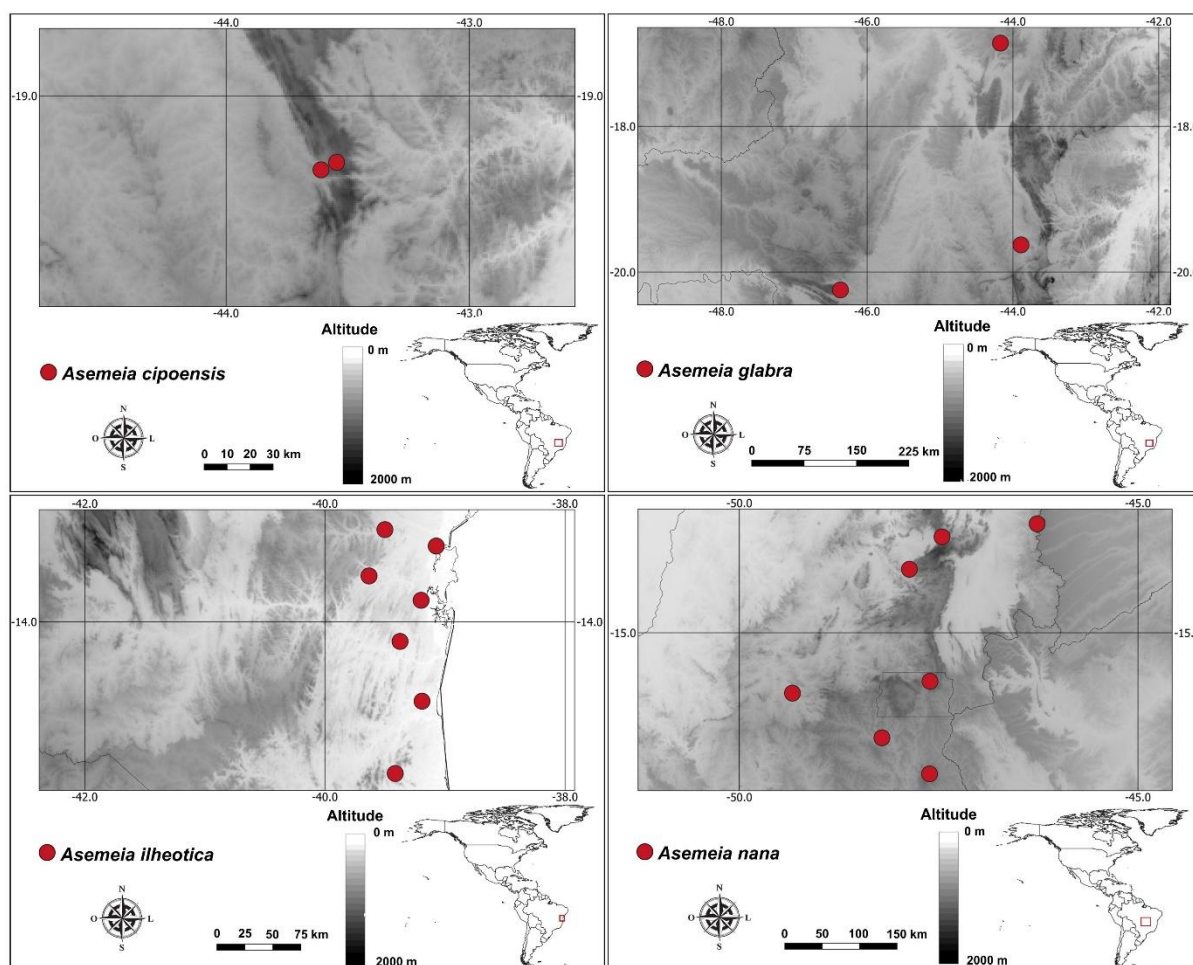 -44.0 -43.0
-19.0
-44.0 -43.0
Altitude
0 m
Asemeia cipoensis
N
O L
S
0 10 20 30 km
2000 m
-48.0 -46.0 -44.0 -42.0
-18.0 -18.0
-20.0 -20.0
-48.0 -46.0 -44.0 -42.0
Altitude
0 m
Asemeia glabra
N
O L
S
0 75 150 225 km
2000 m
-42.0 -40.0 -38.0
-14.0
-42.0 -40.0 -38.0
Altitude
0 m
Asemeia ilheotica
N
O L
S
0 25 50 75 km
2000 m
-50.0 -45.0
-15.0 -15.0
-50.0 -45.0
Altitude
0 m
Asemeia nana
N
O L
S
0 50 100 150 km
2000 m